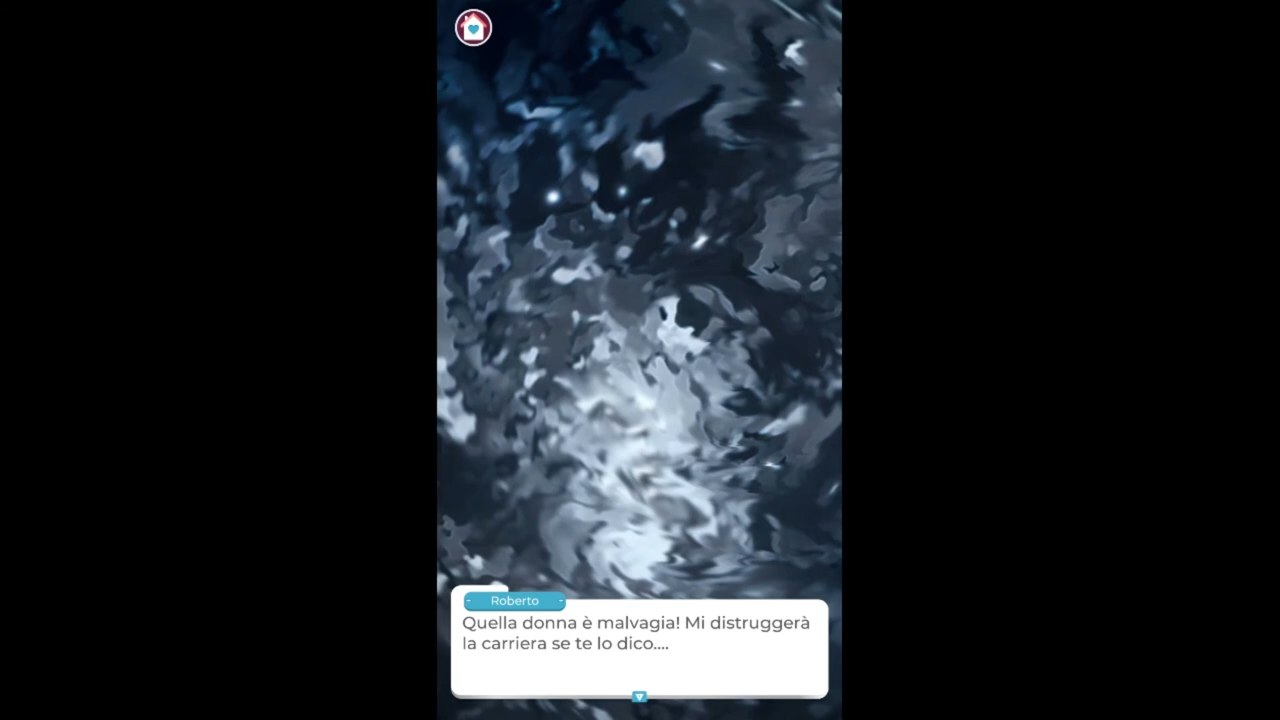 Roberto
Quella donna è malvagia! Mi distruggerà
la carriera se te lo dico....